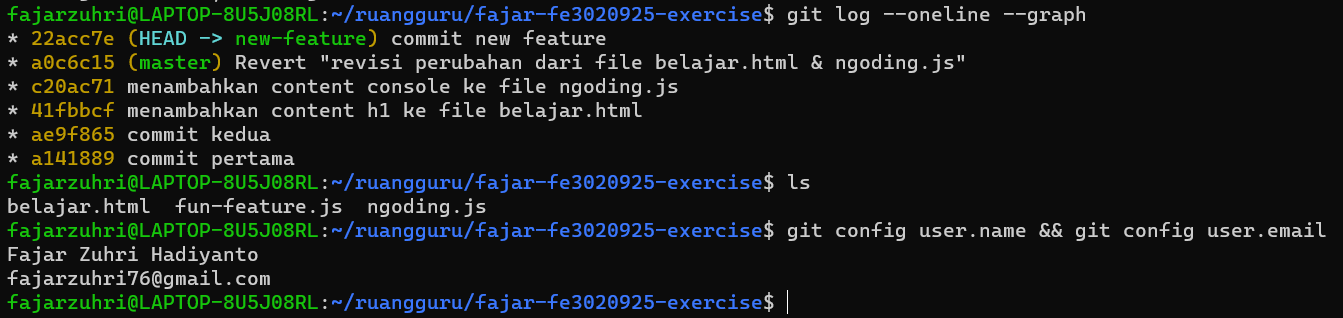 fajarzuhri@LAPTOP-8U5J08RL:~/ruangguru/fajar-fe3020925-exercise$ git log --oneline --graph
* 22acc7e (HEAD -> new-feature) commit new feature
* a0c6c15 (master) Revert "revisi perubahan dari file belajar.html & ngoding.js"
* c20ac71 menambahkan content console ke file ngoding.js
* 41fbbcf menambahkan content h1 ke file belajar.html
* ae9f865 commit kedua
* a141889 commit pertama
fajarzuhri@LAPTOP-8U5J08RL:~/ruangguru/fajar-fe3020925-exercise$ ls
belajar.html  fun-feature.js  ngoding.js
fajarzuhri@LAPTOP-8U5J08RL:~/ruangguru/fajar-fe3020925-exercise$ git config user.name && git config user.email
Fajar Zuhri Hadiyanto
fajarzuhri76@gmail.com
fajarzuhri@LAPTOP-8U5J08RL:~/ruangguru/fajar-fe3020925-exercise$